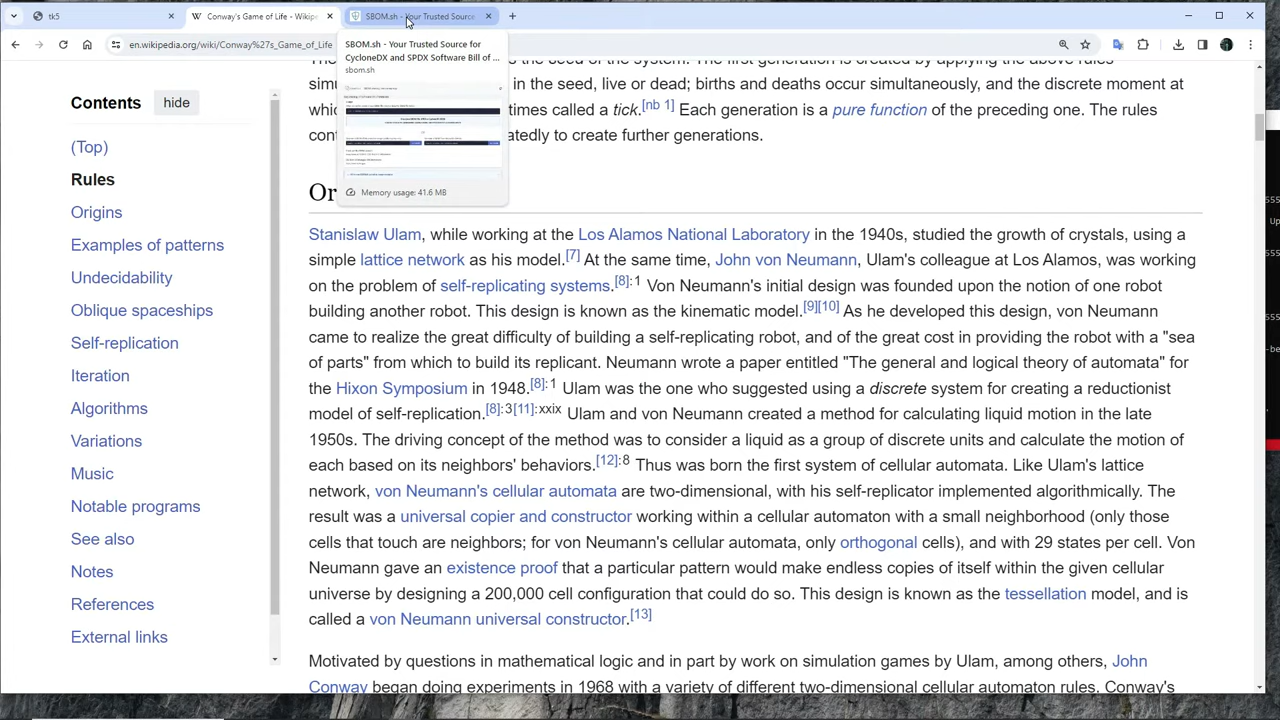 tk5
Conway's Game of Life - Wikipe
SBOM.sh - Your Trusted Source
en.wikipedia.org/wiki/Conway%27s_Game_of_Life
SBOM.sh - Your Trusted Source for
CycloneDX and SPDX Software Bill of ...
sbom.sh
Memory usage: 41.6 MB
Contents
hide
(Top)
Rules
Origins
Examples of patterns
Undecidability
Oblique spaceships
Self-replication
Iteration
Algorithms
Music
Variations
Notable programs
See also
Notes
References
External links
simu in the seed, live or dead; births and deaths occur simultaneously, and the discrete moment at
whic times called a tick.[nb 1] Each generation is a pure function of the preceding one. The rules
cont atedly to create further generations.
Or
Stanislaw Ulam, while working at the Los Alamos National Laboratory in the 1940s, studied the growth of crystals, using a
simple lattice network as his model.[7] At the same time, John von Neumann, Ulam's colleague at Los Alamos, was working
on the problem of self-replicating systems.[8]:1 Von Neumann's initial design was founded upon the notion of one robot
building another robot. This design is known as the kinematic model.[9][10] As he developed this design, von Neumann
came to realize the great difficulty of building a self-replicating robot, and of the great cost in providing the robot with a "sea
of parts" from which to build its replicant. Neumann wrote a paper entitled "The general and logical theory of automata" for
the Hixon Symposium in 1948.[8]:1 Ulam was the one who suggested using a discrete system for creating a reductionist
model of self-replication.[8]:3[11]:xxix Ulam and von Neumann created a method for calculating liquid motion in the late
1950s. The driving concept of the method was to consider a liquid as a group of discrete units and calculate the motion of
each based on its neighbors' behaviors.[12]:8 Thus was born the first system of cellular automata. Like Ulam's lattice
network, von Neumann's cellular automata are two-dimensional, with his self-replicator implemented algorithmically. The
result was a universal copier and constructor working within a cellular automaton with a small neighborhood (only those
cells that touch are neighbors; for von Neumann's cellular automata, only orthogonal cells), and with 29 states per cell. Von
Neumann gave an existence proof that a particular pattern would make endless copies of itself within the given cellular
universe by designing a 200,000 cell configuration that could do so. This design is known as the tessellation model, and is
called a von Neumann universal constructor.[13]
Motivated by questions in mathematical logic and in part by work on simulation games by Ulam, among others, John
Conway began doing experiments in 1968 with a variety of different two-dimensional cellular automaton rules. Conway's